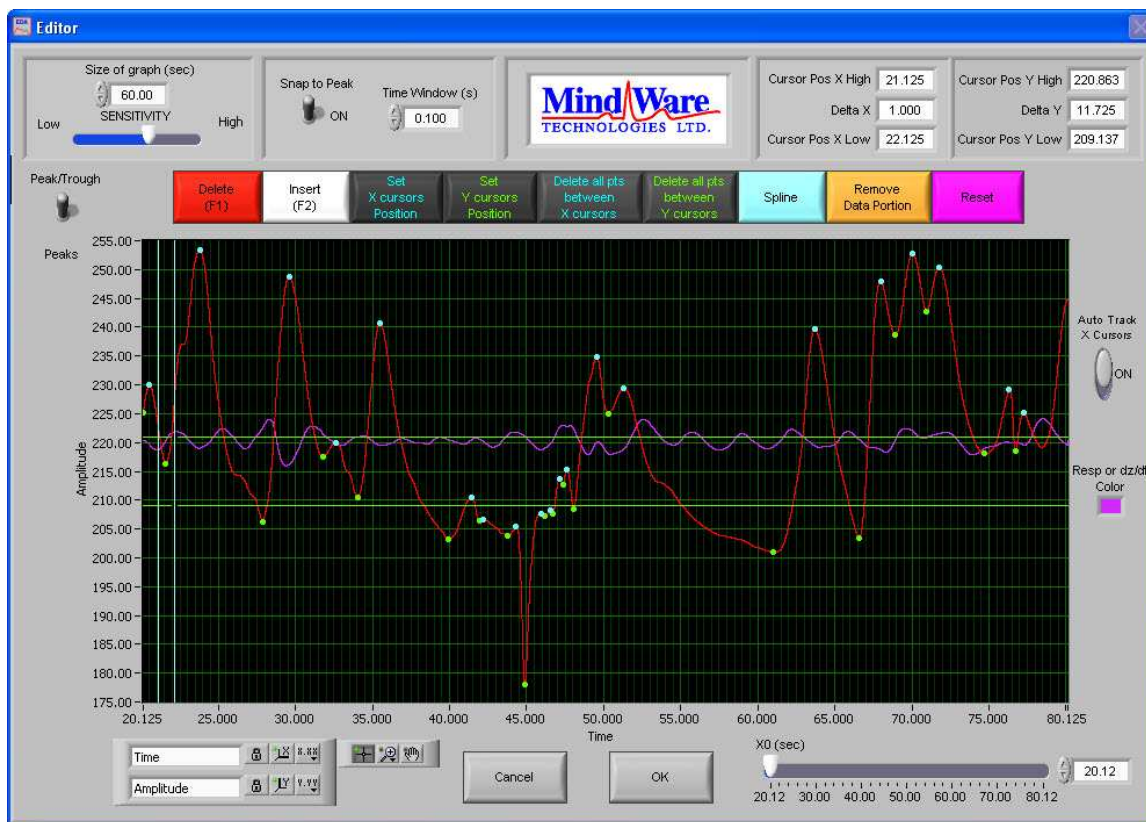 EDA
Editor
Size of graph (sec)
60.00
SENSITIVITY
Low
High
Snap to Peak
ON
Time Window (s)
0.100
MindWare
TECHNOLOGIES LTD.
Cursor Pos X High 21.125
Delta X 1.000
Cursor Pos X Low 22.125
Cursor Pos Y High 220.863
Delta Y 11.725
Cursor Pos Y Low 209.137
Peak/Trough
Delete
(F1)
Insert
(F2)
Set
X cursors
Position
Set
Y cursors
Position
Delete all pts
between
X cursors
Delete all pts
between
Y cursors
Spline
Remove
Data Portion
Reset
Peaks
255.00
250.00
245.00
240.00
235.00
230.00
225.00
220.00
215.00
210.00
205.00
200.00
195.00
190.00
185.00
180.00
175.00
Amplitude
20.125 25.000 30.000 35.000 40.000 45.000 50.000 55.000 60.000 65.000 70.000 75.000 80.125
Time
Auto Track
X Cursors
ON
Resp or dz/dt
Color
Time
X
X.XX
Amplitude
Y
Y.YY
Cancel
OK
X0 (sec)
20.12
20.12 30.00 40.00 50.00 60.00 70.00 80.12